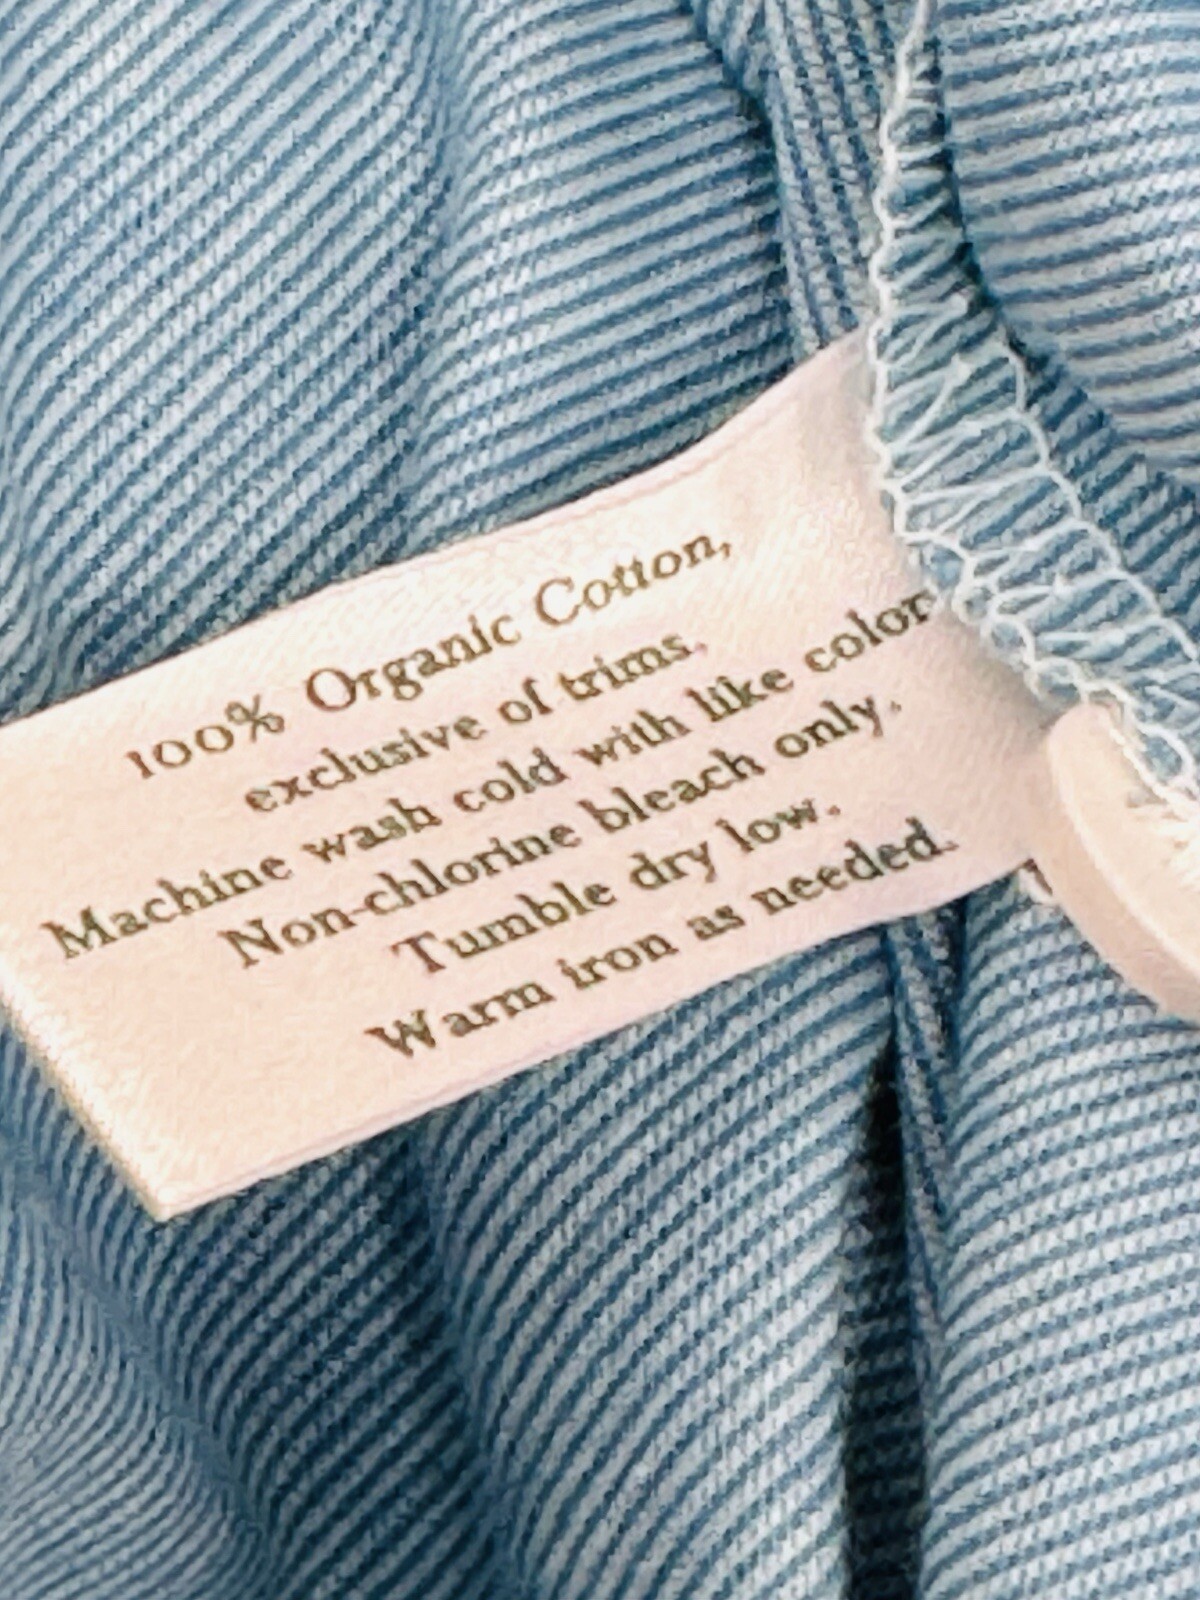 100% Organic Cotton,
exclusive of trims.
Machine wash cold with like color
Non-chlorine bleach only.
Tumble dry low.
Warm iron as needed.